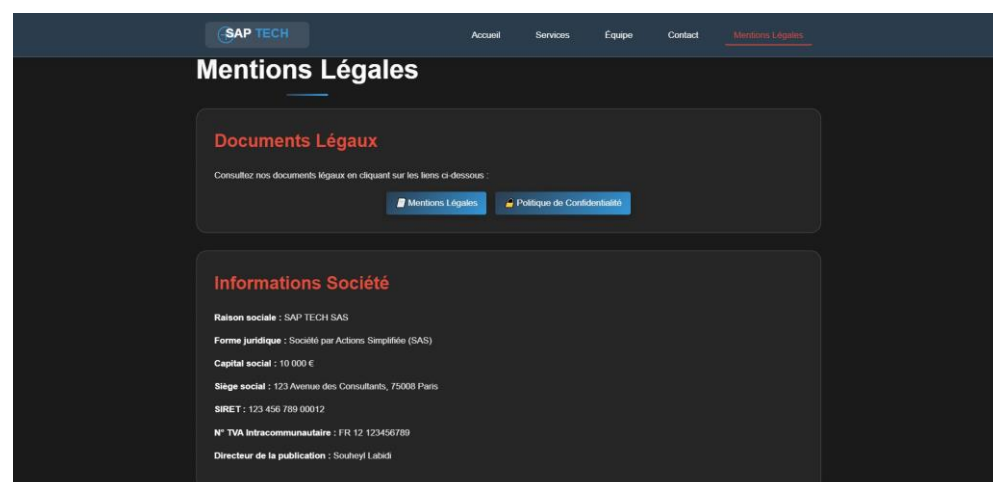 SAP TECH
Accueil Services Équipe Contact Mentions Légales
Mentions Légales
Documents Légaux
Consultez nos documents légaux en cliquant sur les liens ci-dessous :
Mentions Légales Politique de Confidentialité
Informations Société
Raison sociale : SAP TECH SAS
Forme juridique : Société par Actions Simplifiée (SAS)
Capital social : 10 000 €
Siège social : 123 Avenue des Consultants, 75008 Paris
SIRET : 123 456 789 00012
N° TVA Intracommunautaire : FR 12 123456789
Directeur de la publication : Souheyl Labidi